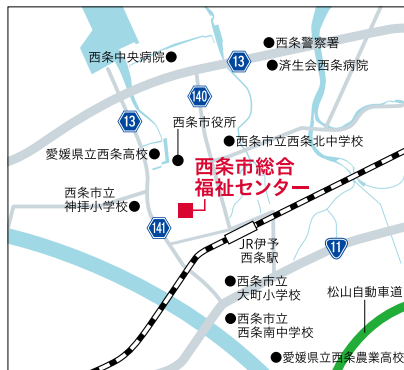 西条警察署
西条中央病院
13
済生会西条病院
140
13
西条市役所
西条市立西条北中学校
愛媛県立西条高校
西条市総合
福祉センター
西条市立
神拝小学校
141
JR伊予
西条駅
11
西条市立
大町小学校
松山自動車道
西条市立
西条南中学校
愛媛県立西条農業高校